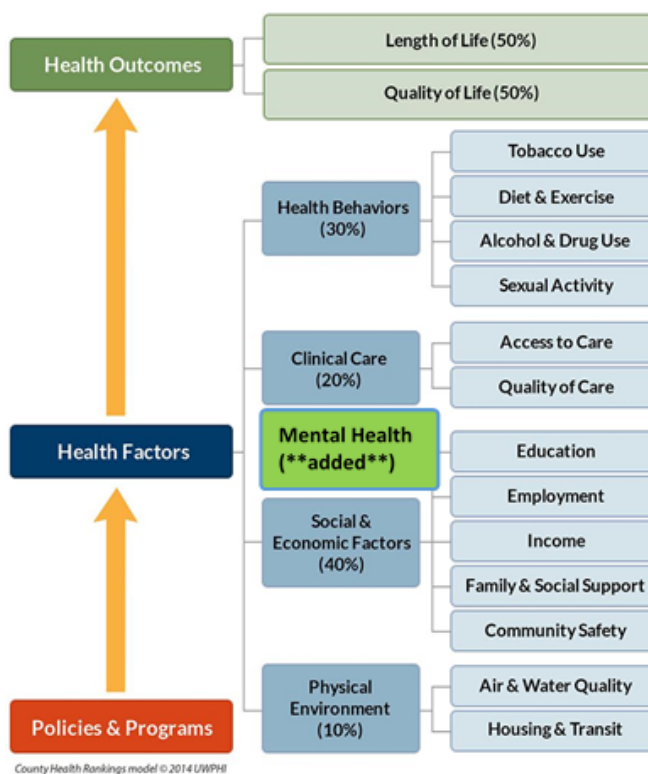 Health Outcomes
Length of Life (50%)
Quality of Life (50%)
Health Behaviors
(30%)
Tobacco Use
Diet & Exercise
Alcohol & Drug Use
Sexual Activity
Clinical Care
(20%)
Access to Care
Quality of Care
Health Factors
Mental Health
(**added**)
Social &
Economic Factors
(40%)
Education
Employment
Income
Family & Social Support
Community Safety
Physical
Environment
(10%)
Air & Water Quality
Housing & Transit
Policies & Programs
County Health Rankings model © 2014 UWPHI